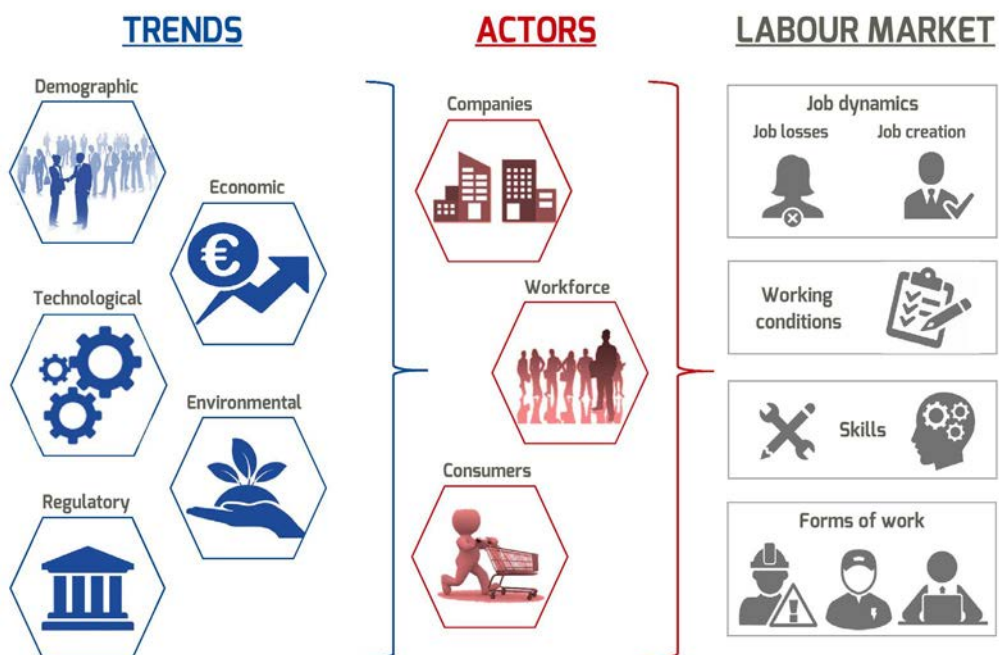 TRENDS
Demographic
Economic
Technological
Environmental
Regulatory
ACTORS
Companies
Workforce
Consumers
LABOUR MARKET
Job dynamics
Job losses
Job creation
Working
conditions
Skills
Forms of work